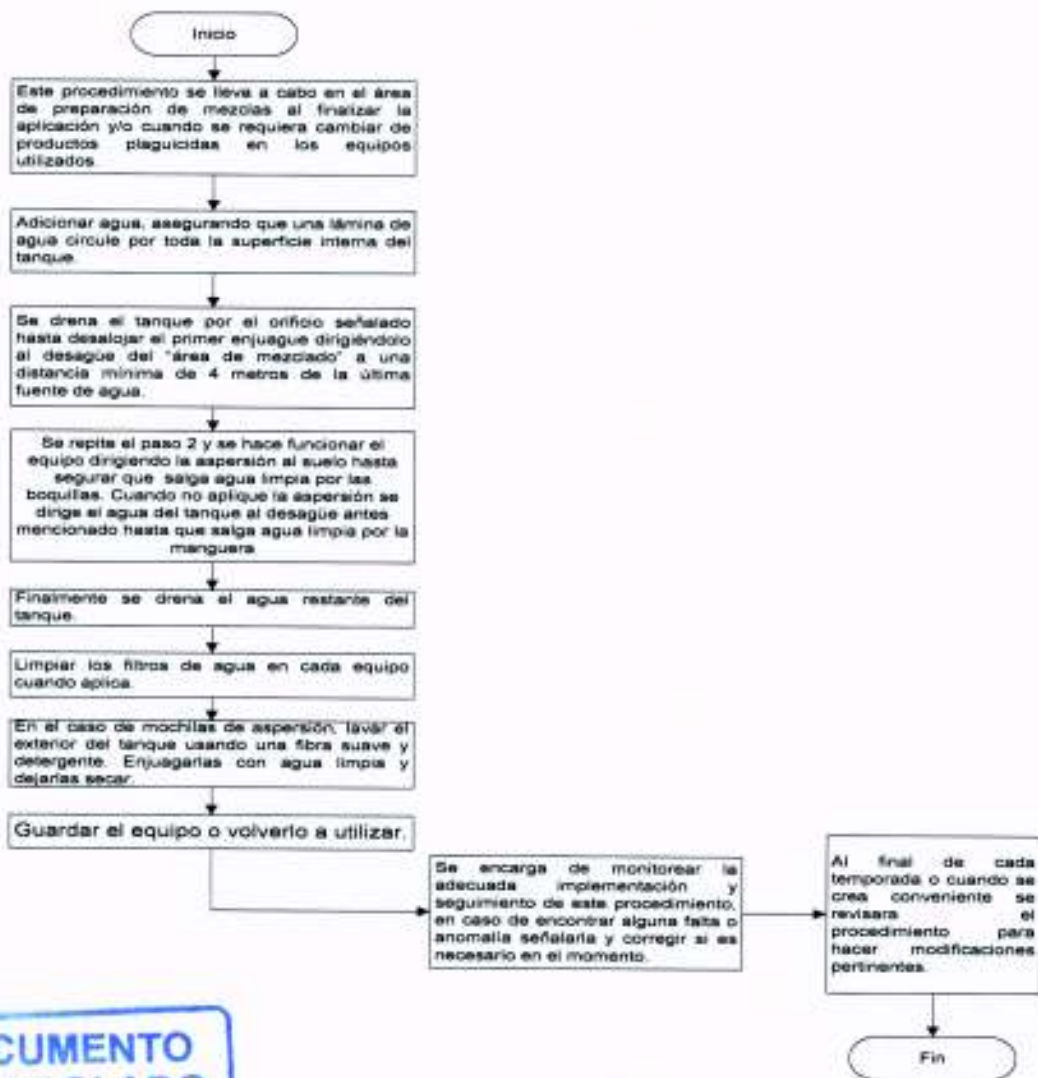 Inicio
Este procedimiento se lleva a cabo en el área
de preparación de mezclas al finalizar la
aplicación y/o cuando se requiera cambiar de
productos plaguicidas en los equipos
utilizados.
Adicionar agua, asegurando que una lámina de
agua circule por toda la superficie interna del
tanque.
Se drena el tanque por el orificio señalado
hasta desalojar el primer enjuague dirigiéndolo
al desagüe del "área de mezclado" a una
distancia mínima de 4 metros de la última
fuente de agua.
Se repite el paso 2 y se hace funcionar el
equipo dirigiendo la aspersión al suelo hasta
segurar que salga agua limpia por las
boquillas. Cuando no aplique la aspersión se
dirige el agua del tanque al desagüe antes
mencionado hasta que salga agua limpia por la
manguera
Finalmente se drena el agua restante del
tanque.
Limpiar los filtros de agua en cada equipo
cuando aplica.
En el caso de mochilas de aspersión, lavar el
exterior del tanque usando una fibra suave y
detergente. Enjuagarlas con agua limpia y
dejarlas secar.
Guardar el equipo o volverlo a utilizar.
Se encarga de monitorear la
adecuada implementación y
seguimiento de este procedimiento,
en caso de encontrar alguna falta o
anomalía señalarla y corregir si es
necesario en el momento.
Al final de cada
temporada o cuando se
crea conveniente se
revisara el
procedimiento para
hacer modificaciones
pertinentes.
Fin
CUMENTO